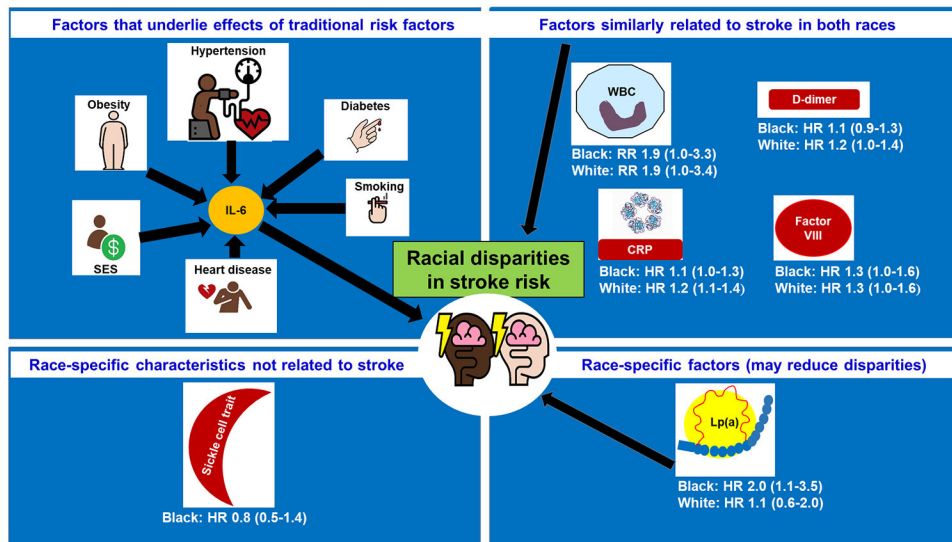 Factors that underlie effects of traditional risk factors
Hypertension
Obesity
Diabetes
IL-6
Smoking
SES
$
Heart disease
Factors similarly related to stroke in both races
WBC
Black: RR 1.9 (1.0-3.3)
White: RR 1.9 (1.0-3.4)
D-dimer
Black: HR 1.1 (0.9-1.3)
White: HR 1.2 (1.0-1.4)
CRP
Black: HR 1.1 (1.0-1.3)
White: HR 1.2 (1.1-1.4)
Factor
VIII
Black: HR 1.3 (1.0-1.6)
White: HR 1.3 (1.0-1.6)
Racial disparities
in stroke risk
Race-specific characteristics not related to stroke
Sickle cell trait
Black: HR 0.8 (0.5-1.4)
Race-specific factors (may reduce disparities)
Lp(a)
Black: HR 2.0 (1.1-3.5)
White: HR 1.1 (0.6-2.0)